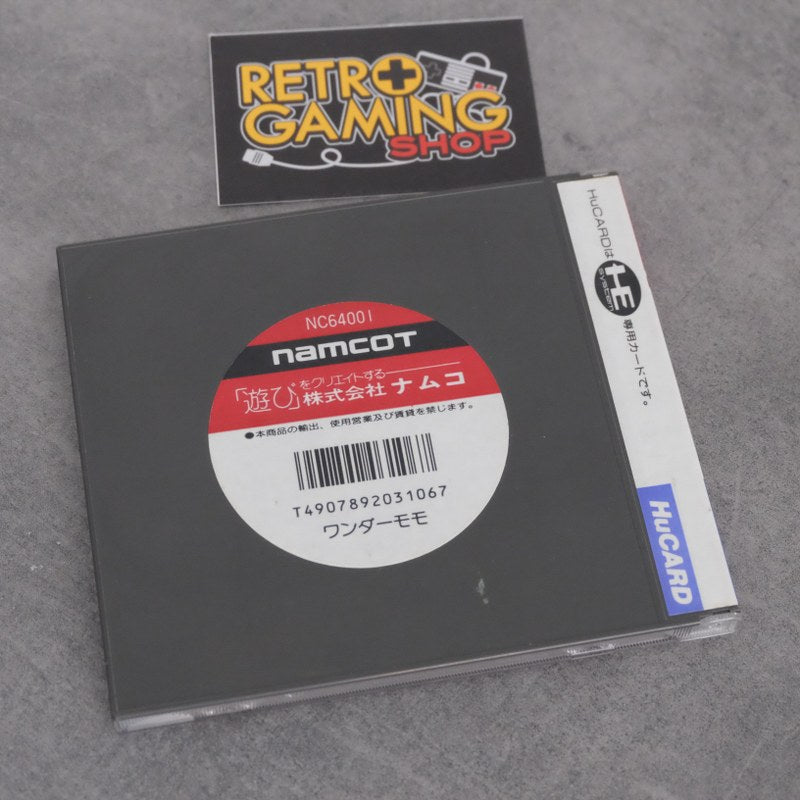 RETRO
GAMING
SHOP
NC64001
namcoT
「遊び」をクリエイトする
株式会社ナムコ
●本商品の輸出、使用営業及び賃貸を禁じます。
T4907892031067
ワンダーモモ
HuCARDは HE system 専用カードです。
HuCARD